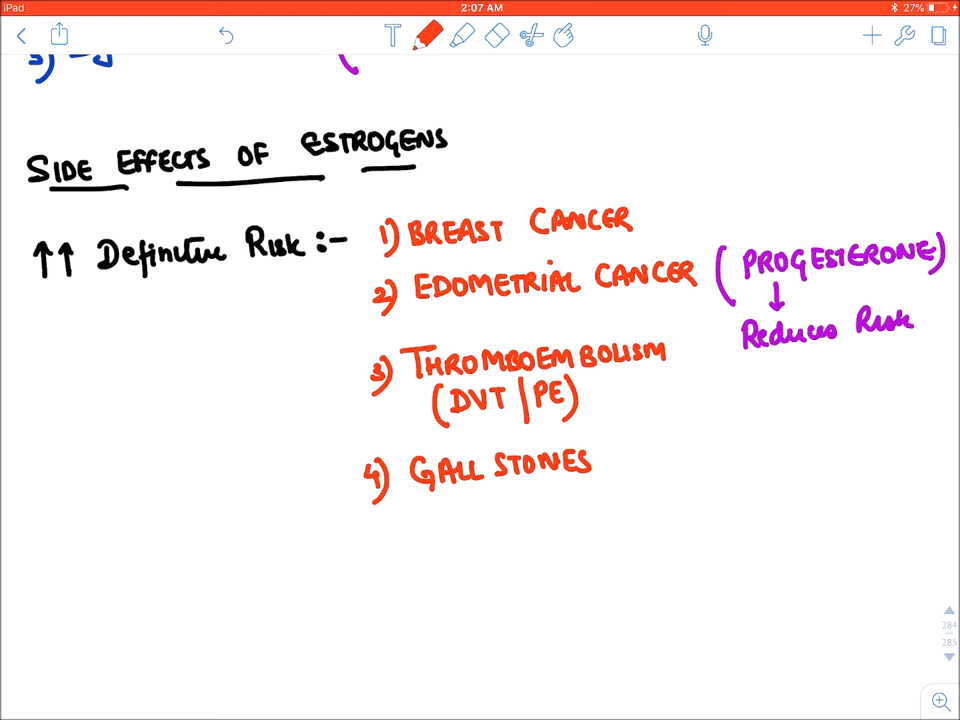 iPad
2:07 AM
27%
T
SIDE EFFECTS OF ESTROGENS
↑↑ Definitive Risk :-
1) BREAST CANCER
2) EDOMETRIAL CANCER (PROGESTERONE)
↓
Reduces Risk
3) THROMBOEMBOLISM
(DVT | PE)
4) GALL STONES
284
285